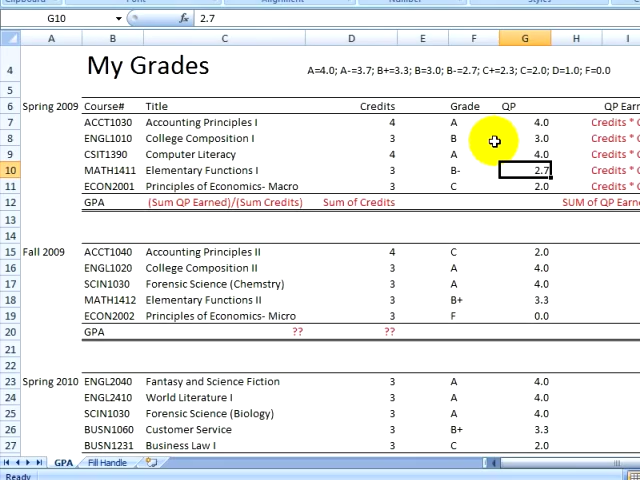 G10 fx 2.7
A B C D E F G H I
4 My Grades A=4.0; A-=3.7; B+=3.3; B=3.0; B-=2.7; C+=2.3; C=2.0; D=1.0; F=0.0
5
6 Spring 2009 Course# Title Credits Grade QP QP Ear
7 ACCT1030 Accounting Principles I 4 A 4.0 Credits *
8 ENGL1010 College Composition I 3 B 3.0 Credits *
9 CSIT1390 Computer Literacy 4 A 4.0 Credits *
10 MATH1411 Elementary Functions I 3 B- 2.7 Credits *
11 ECON2001 Principles of Economics- Macro 3 C 2.0 Credits *
12 GPA (Sum QP Earned)/(Sum Credits) Sum of Credits SUM of QP Earn
13
14
15 Fall 2009 ACCT1040 Accounting Principles II 4 C 2.0
16 ENGL1020 College Composition II 3 A 4.0
17 SCIN1030 Forensic Science (Chemstry) 3 A 4.0
18 MATH1412 Elementary Functions II 3 B+ 3.3
19 ECON2002 Principles of Economics- Micro 3 F 0.0
20 GPA ?? ??
21
22
23 Spring 2010 ENGL2040 Fantasy and Science Fiction 3 A 4.0
24 ENGL2410 World Literature I 3 A 4.0
25 SCIN1030 Forensic Science (Biology) 3 A 4.0
26 BUSN1060 Customer Service 3 B+ 3.3
27 BUSN1231 Business Law I 3 C 2.0
GPA Fill Handle
Ready